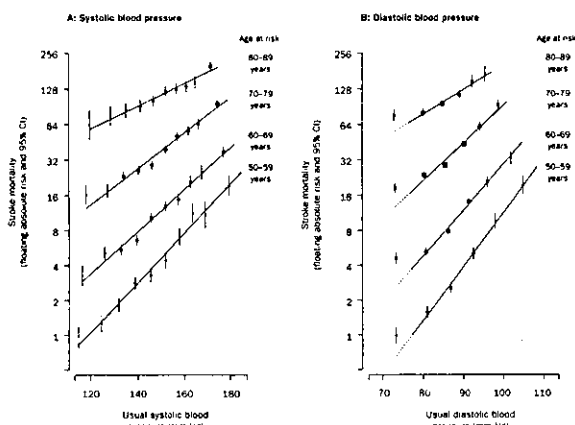 A: Systolic blood pressure
Age at risk
80–89
years
70–79
years
60–69
years
50–59
years
256
128
64
32
16
8
4
2
1
Stroke mortality
(floating absolute risk and 95% CI)
120
140
160
180
Usual systolic blood
B: Diastolic blood pressure
Age at risk
80–89
years
70–79
years
60–69
years
50–59
years
256
128
64
32
16
8
4
2
1
Stroke mortality
(floating absolute risk and 95% CI)
70
80
90
100
110
Usual diastolic blood